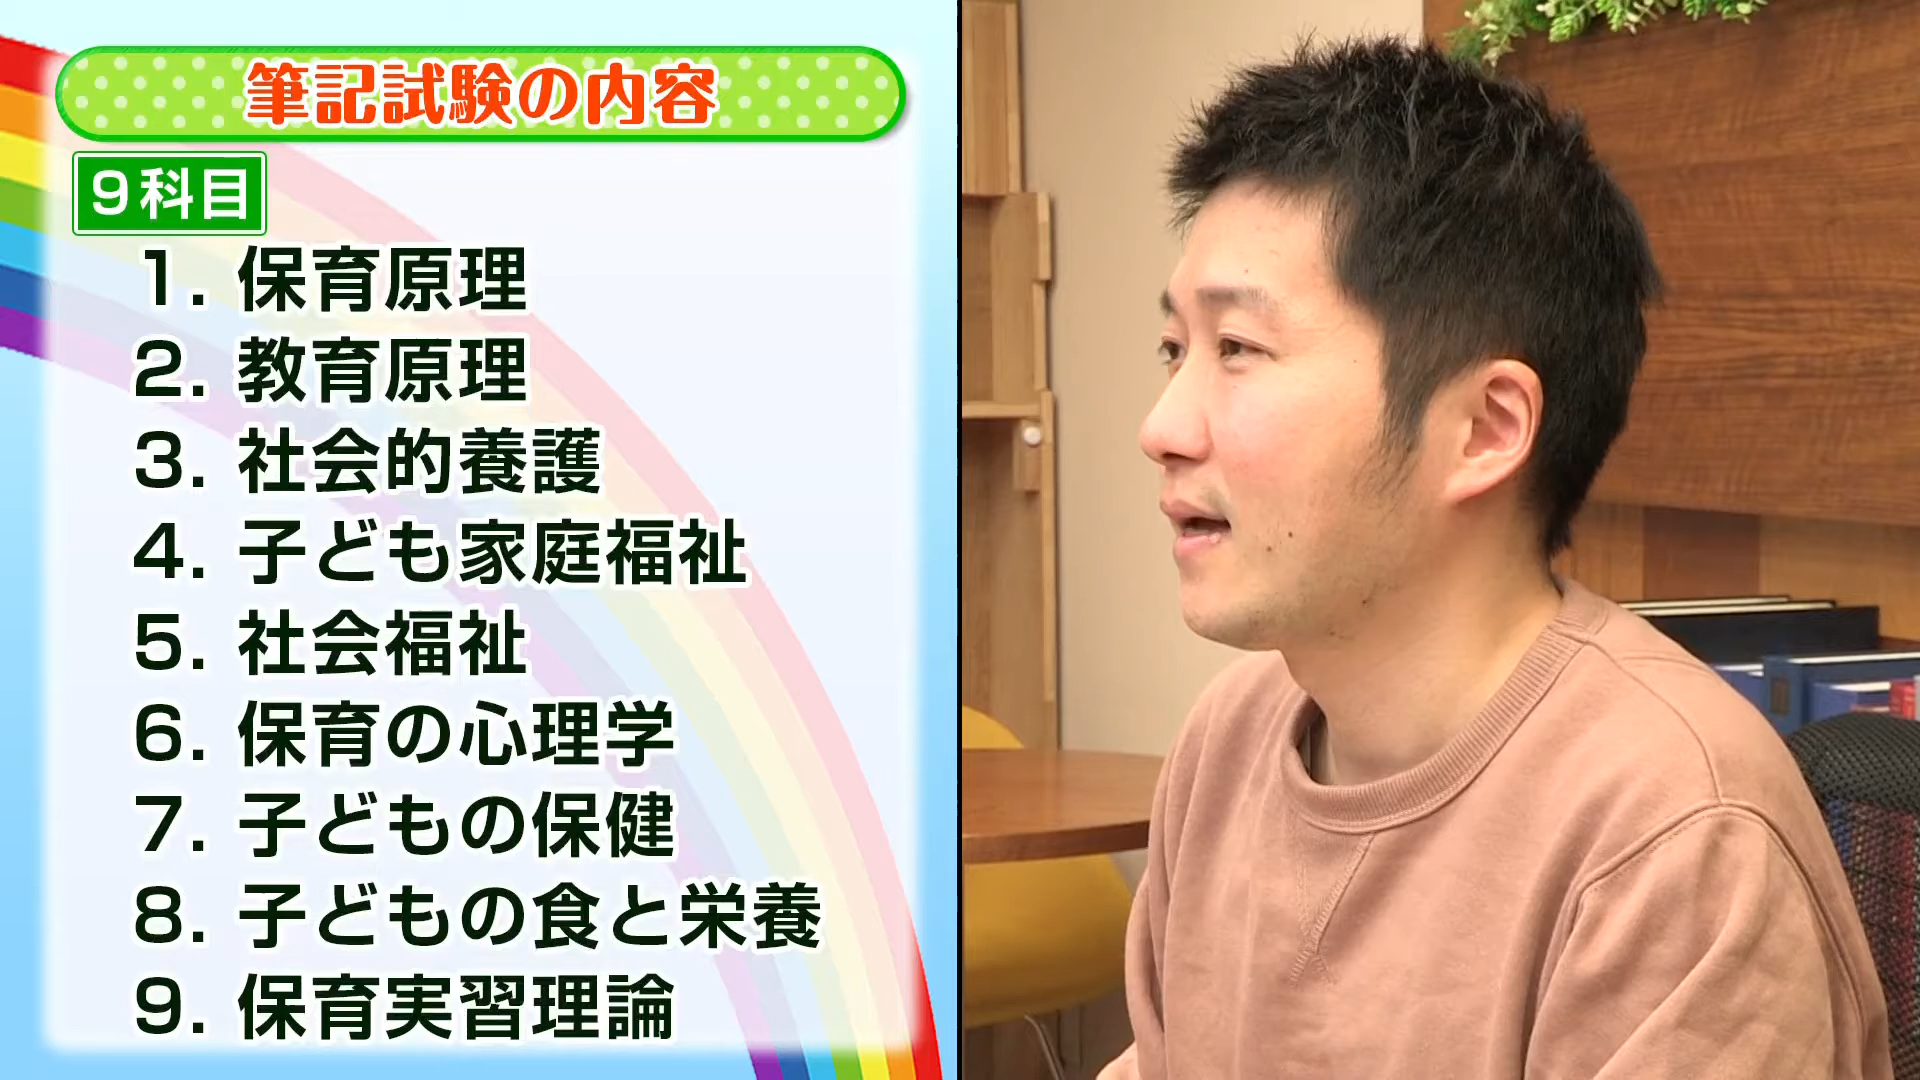 筆記試験の内容
9科目
1. 保育原理
2. 教育原理
3. 社会的養護
4. 子ども家庭福祉
5. 社会福祉
6. 保育の心理学
7. 子どもの保健
8. 子どもの食と栄養
9. 保育実習理論